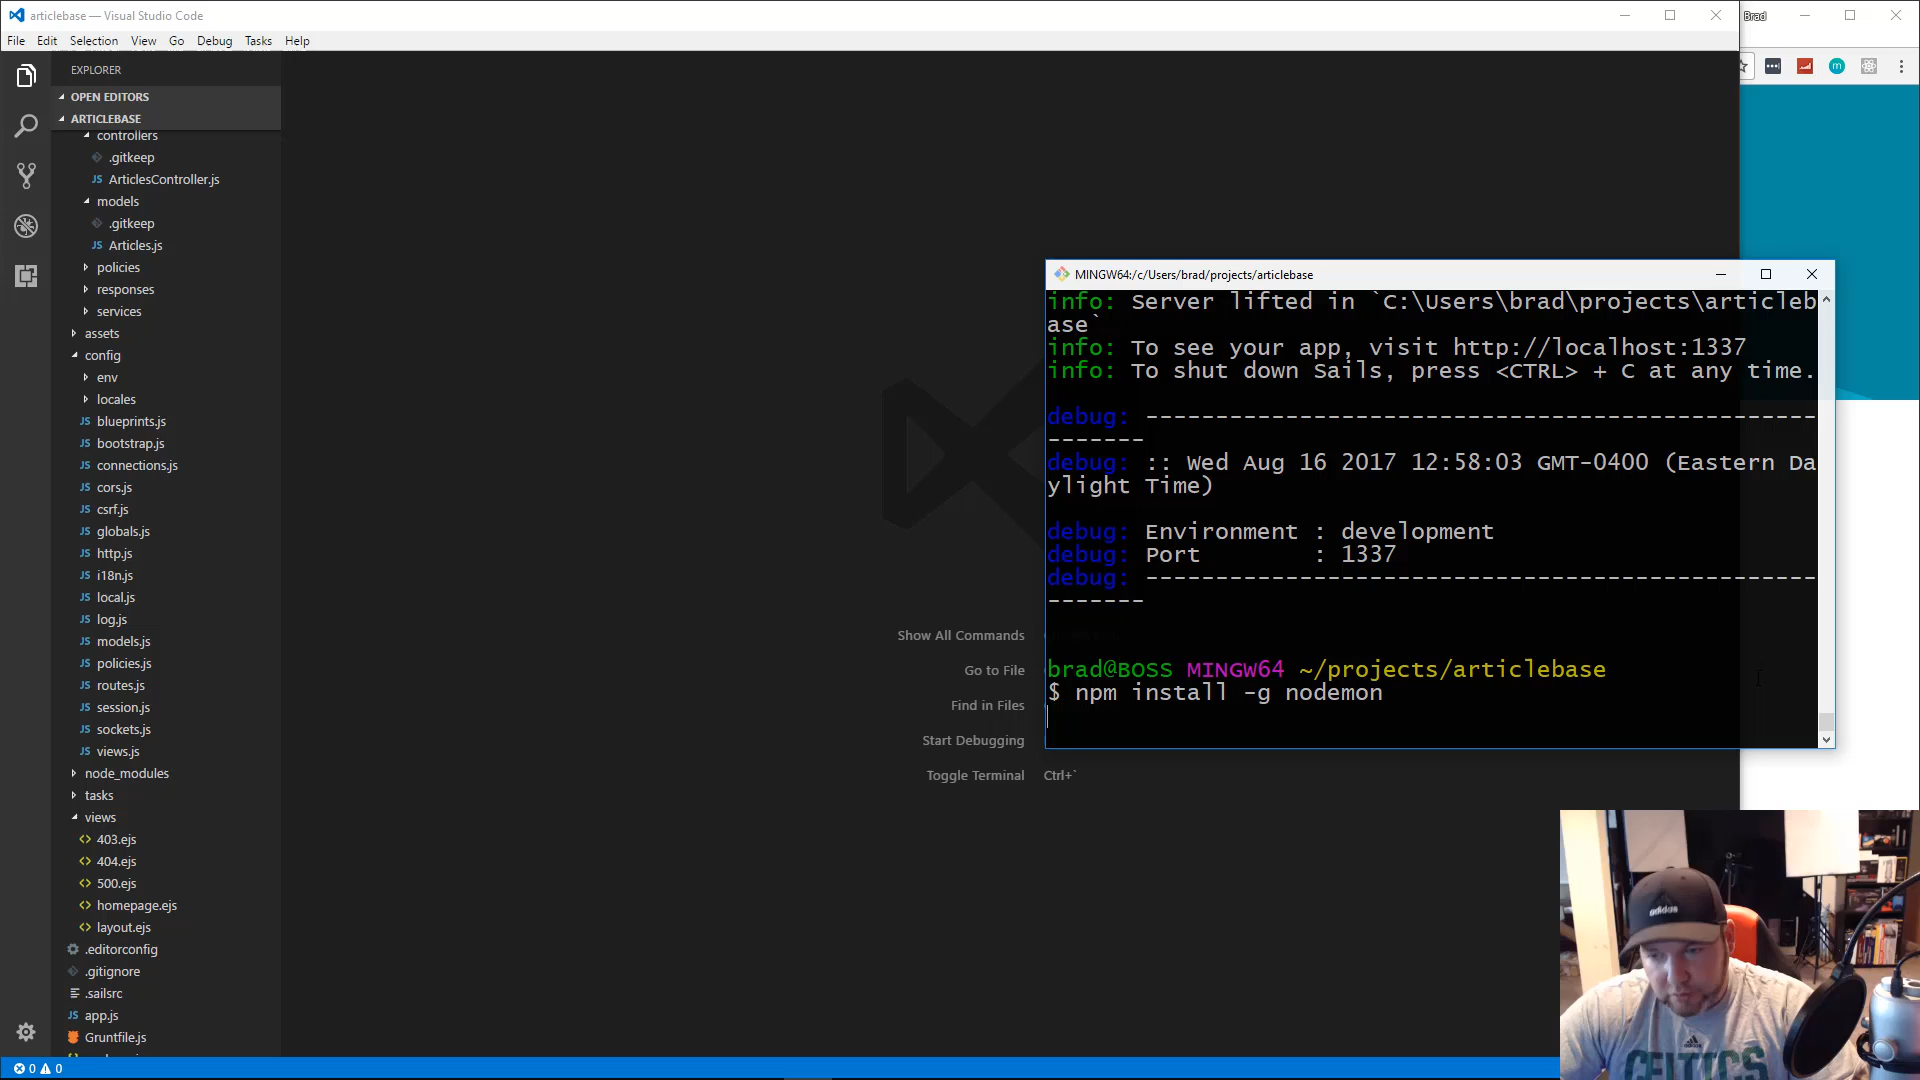 articlebase — Visual Studio Code
Brad
File Edit Selection View Go Debug Tasks Help
EXPLORER
OPEN EDITORS
ARTICLEBASE
controllers
.gitkeep
JS ArticlesController.js
models
.gitkeep
JS Articles.js
policies
responses
services
assets
config
env
locales
JS blueprints.js
JS bootstrap.js
JS connections.js
JS cors.js
JS csrf.js
JS globals.js
JS http.js
JS i18n.js
JS local.js
JS log.js
JS models.js
JS policies.js
JS routes.js
JS session.js
JS sockets.js
JS views.js
node_modules
tasks
views
<> 403.ejs
<> 404.ejs
<> 500.ejs
<> homepage.ejs
<> layout.ejs
.editorconfig
.gitignore
.sailsrc
JS app.js
Gruntfile.js
0 0
Show All Commands
Go to File
Find in Files
Start Debugging
Toggle Terminal Ctrl+`
MINGW64:/c/Users/brad/projects/articlebase
info: Server lifted in `C:\Users\brad\projects\articleb
ase`
info: To see your app, visit http://localhost:1337
info: To shut down Sails, press <CTRL> + C at any time.
debug: ------------------------------------------------
-------
debug: :: Wed Aug 16 2017 12:58:03 GMT-0400 (Eastern Da
ylight Time)
debug: Environment : development
debug: Port : 1337
debug: ------------------------------------------------
-------
brad@BOSS MINGW64 ~/projects/articlebase
$ npm install -g nodemon
m
adidas
adidas
CELTICS